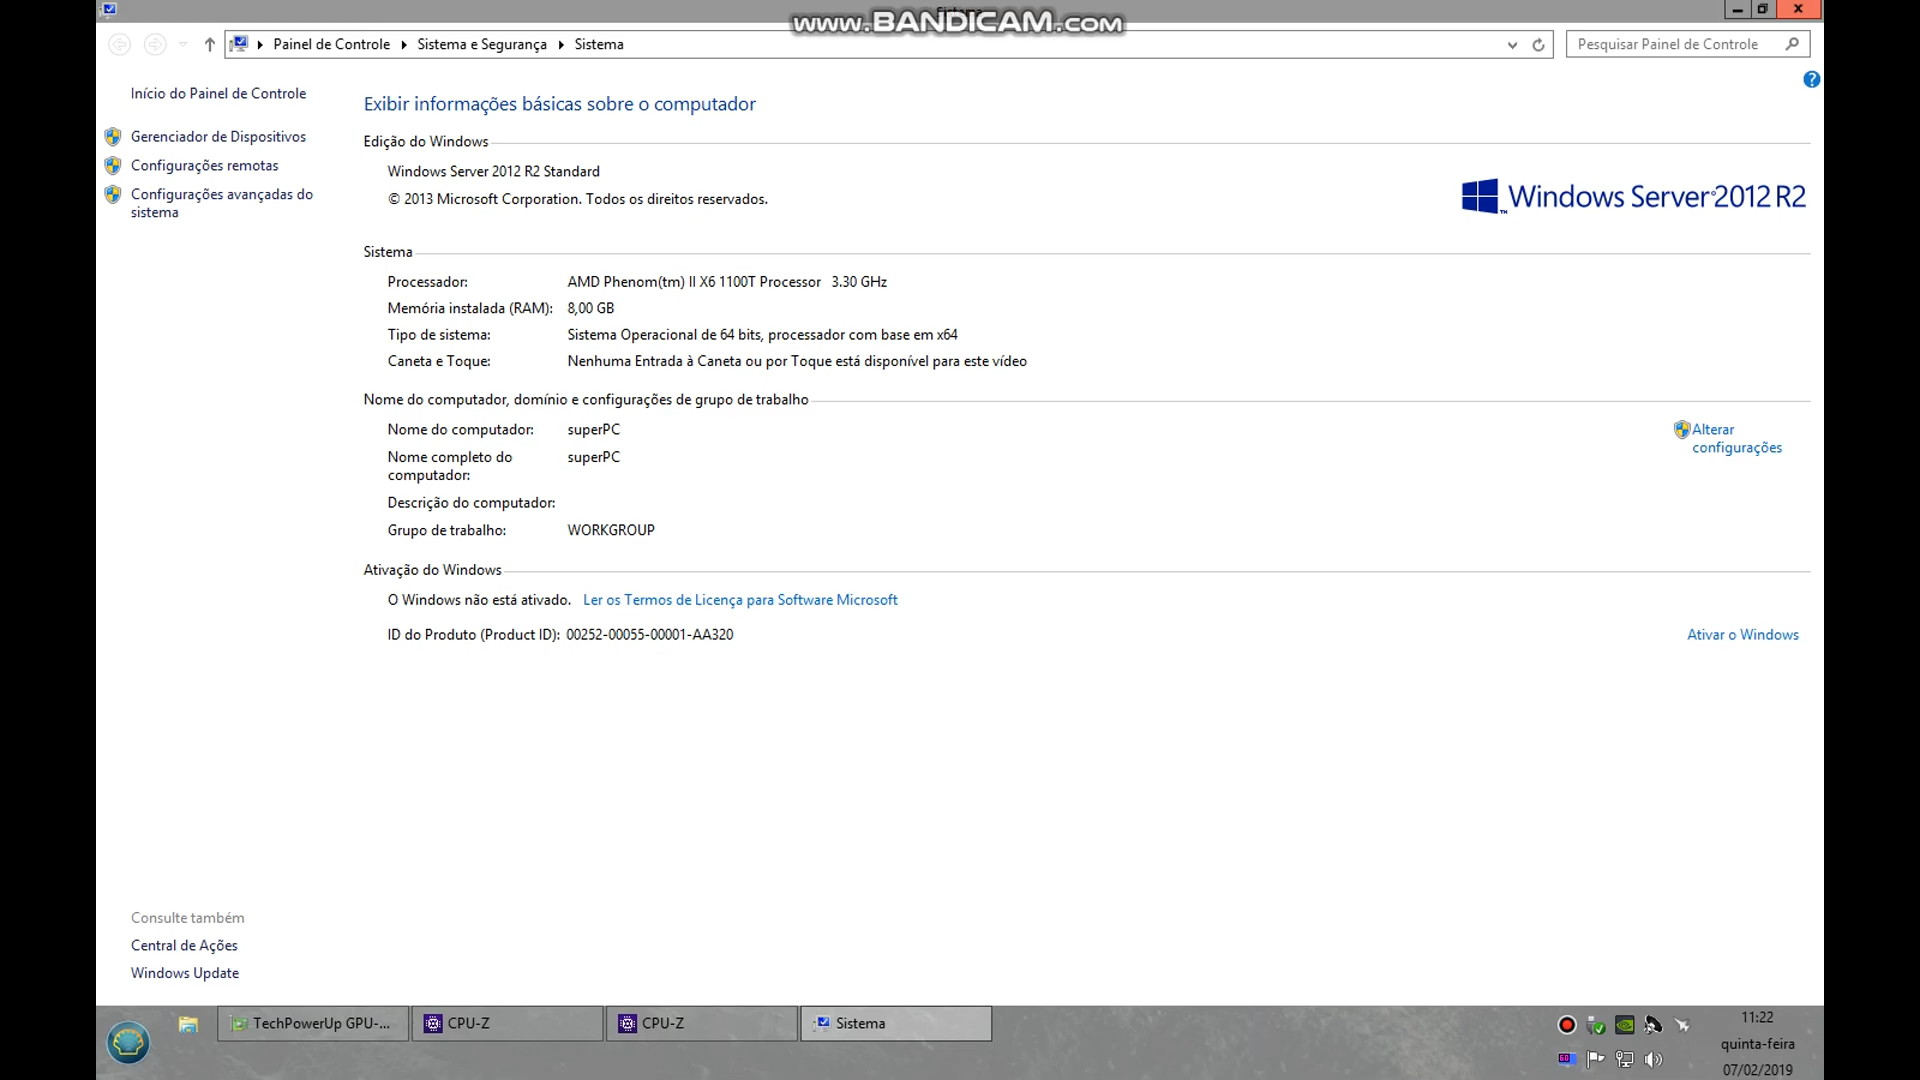 www.BANDICAM.com
Painel de Controle Sistema e Segurança Sistema
Pesquisar Painel de Controle
Início do Painel de Controle
Gerenciador de Dispositivos
Configurações remotas
Configurações avançadas do
sistema
Exibir informações básicas sobre o computador
Edição do Windows
Windows Server 2012 R2 Standard
© 2013 Microsoft Corporation. Todos os direitos reservados.
Windows Server 2012 R2
Sistema
Processador: AMD Phenom(tm) II X6 1100T Processor 3.30 GHz
Memória instalada (RAM): 8,00 GB
Tipo de sistema: Sistema Operacional de 64 bits, processador com base em x64
Caneta e Toque: Nenhuma Entrada à Caneta ou por Toque está disponível para este vídeo
Nome do computador, domínio e configurações de grupo de trabalho
Nome do computador: superPC
Alterar
configurações
Nome completo do
computador: superPC
Descrição do computador:
Grupo de trabalho: WORKGROUP
Ativação do Windows
O Windows não está ativado. Ler os Termos de Licença para Software Microsoft
ID do Produto (Product ID): 00252-00055-00001-AA320
Ativar o Windows
Consulte também
Central de Ações
Windows Update
TechPowerUp GPU-... CPU-Z CPU-Z Sistema
11:22
quinta-feira
07/02/2019